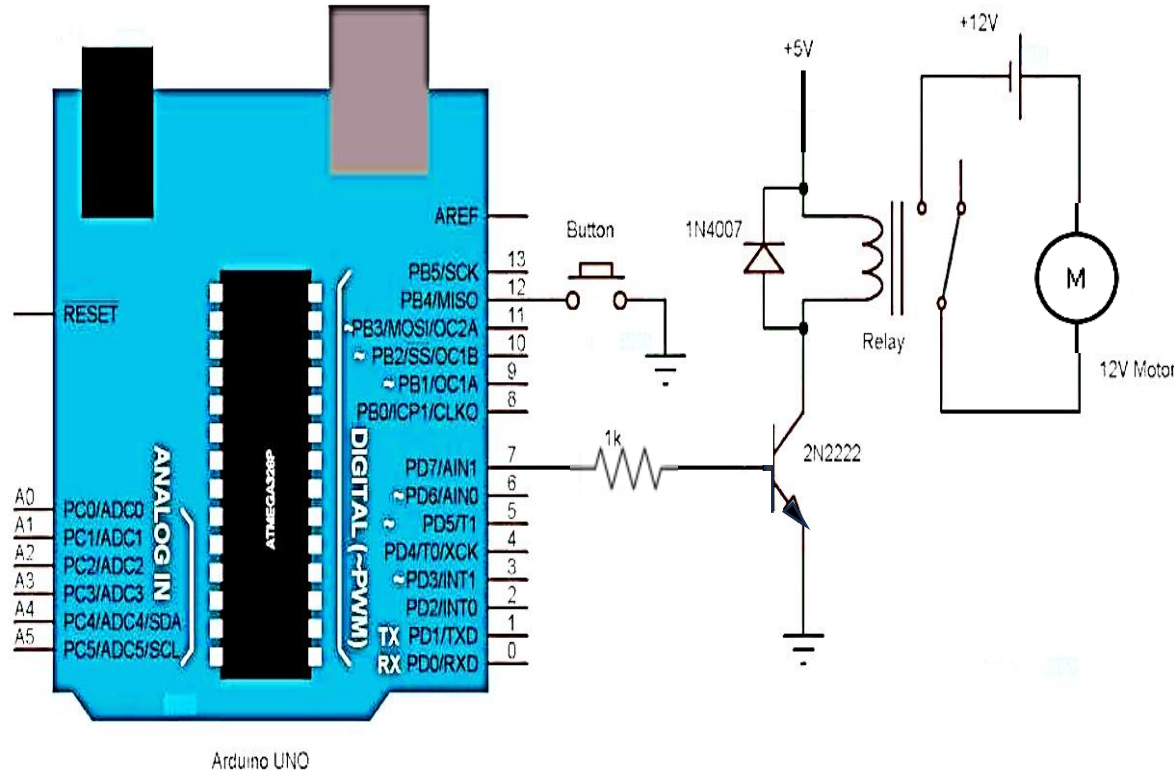 +12V
+5V
AREF
Button
1N4007
PB5/SCK 13
PB4/MISO 12
~PB3/MOSI/OC2A 11
~ PB2/SS/OC1B 10
~ PB1/OC1A 9
PB0/ICP1/CLKO 8
RESET
M
Relay
12V Motor
1k
2N2222
PD7/AIN1 7
~PD6/AIN0 6
~ PD5/T1 5
PD4/T0/XCK 4
~PD3/INT1 3
PD2/INT0 2
TX PD1/TXD 1
RX PD0/RXD 0
DIGITAL (~PWM)
ATMEGA328P
ANALOG IN
A0 PC0/ADC0
A1 PC1/ADC1
A2 PC2/ADC2
A3 PC3/ADC3
A4 PC4/ADC4/SDA
A5 PC5/ADC5/SCL
Arduino UNO